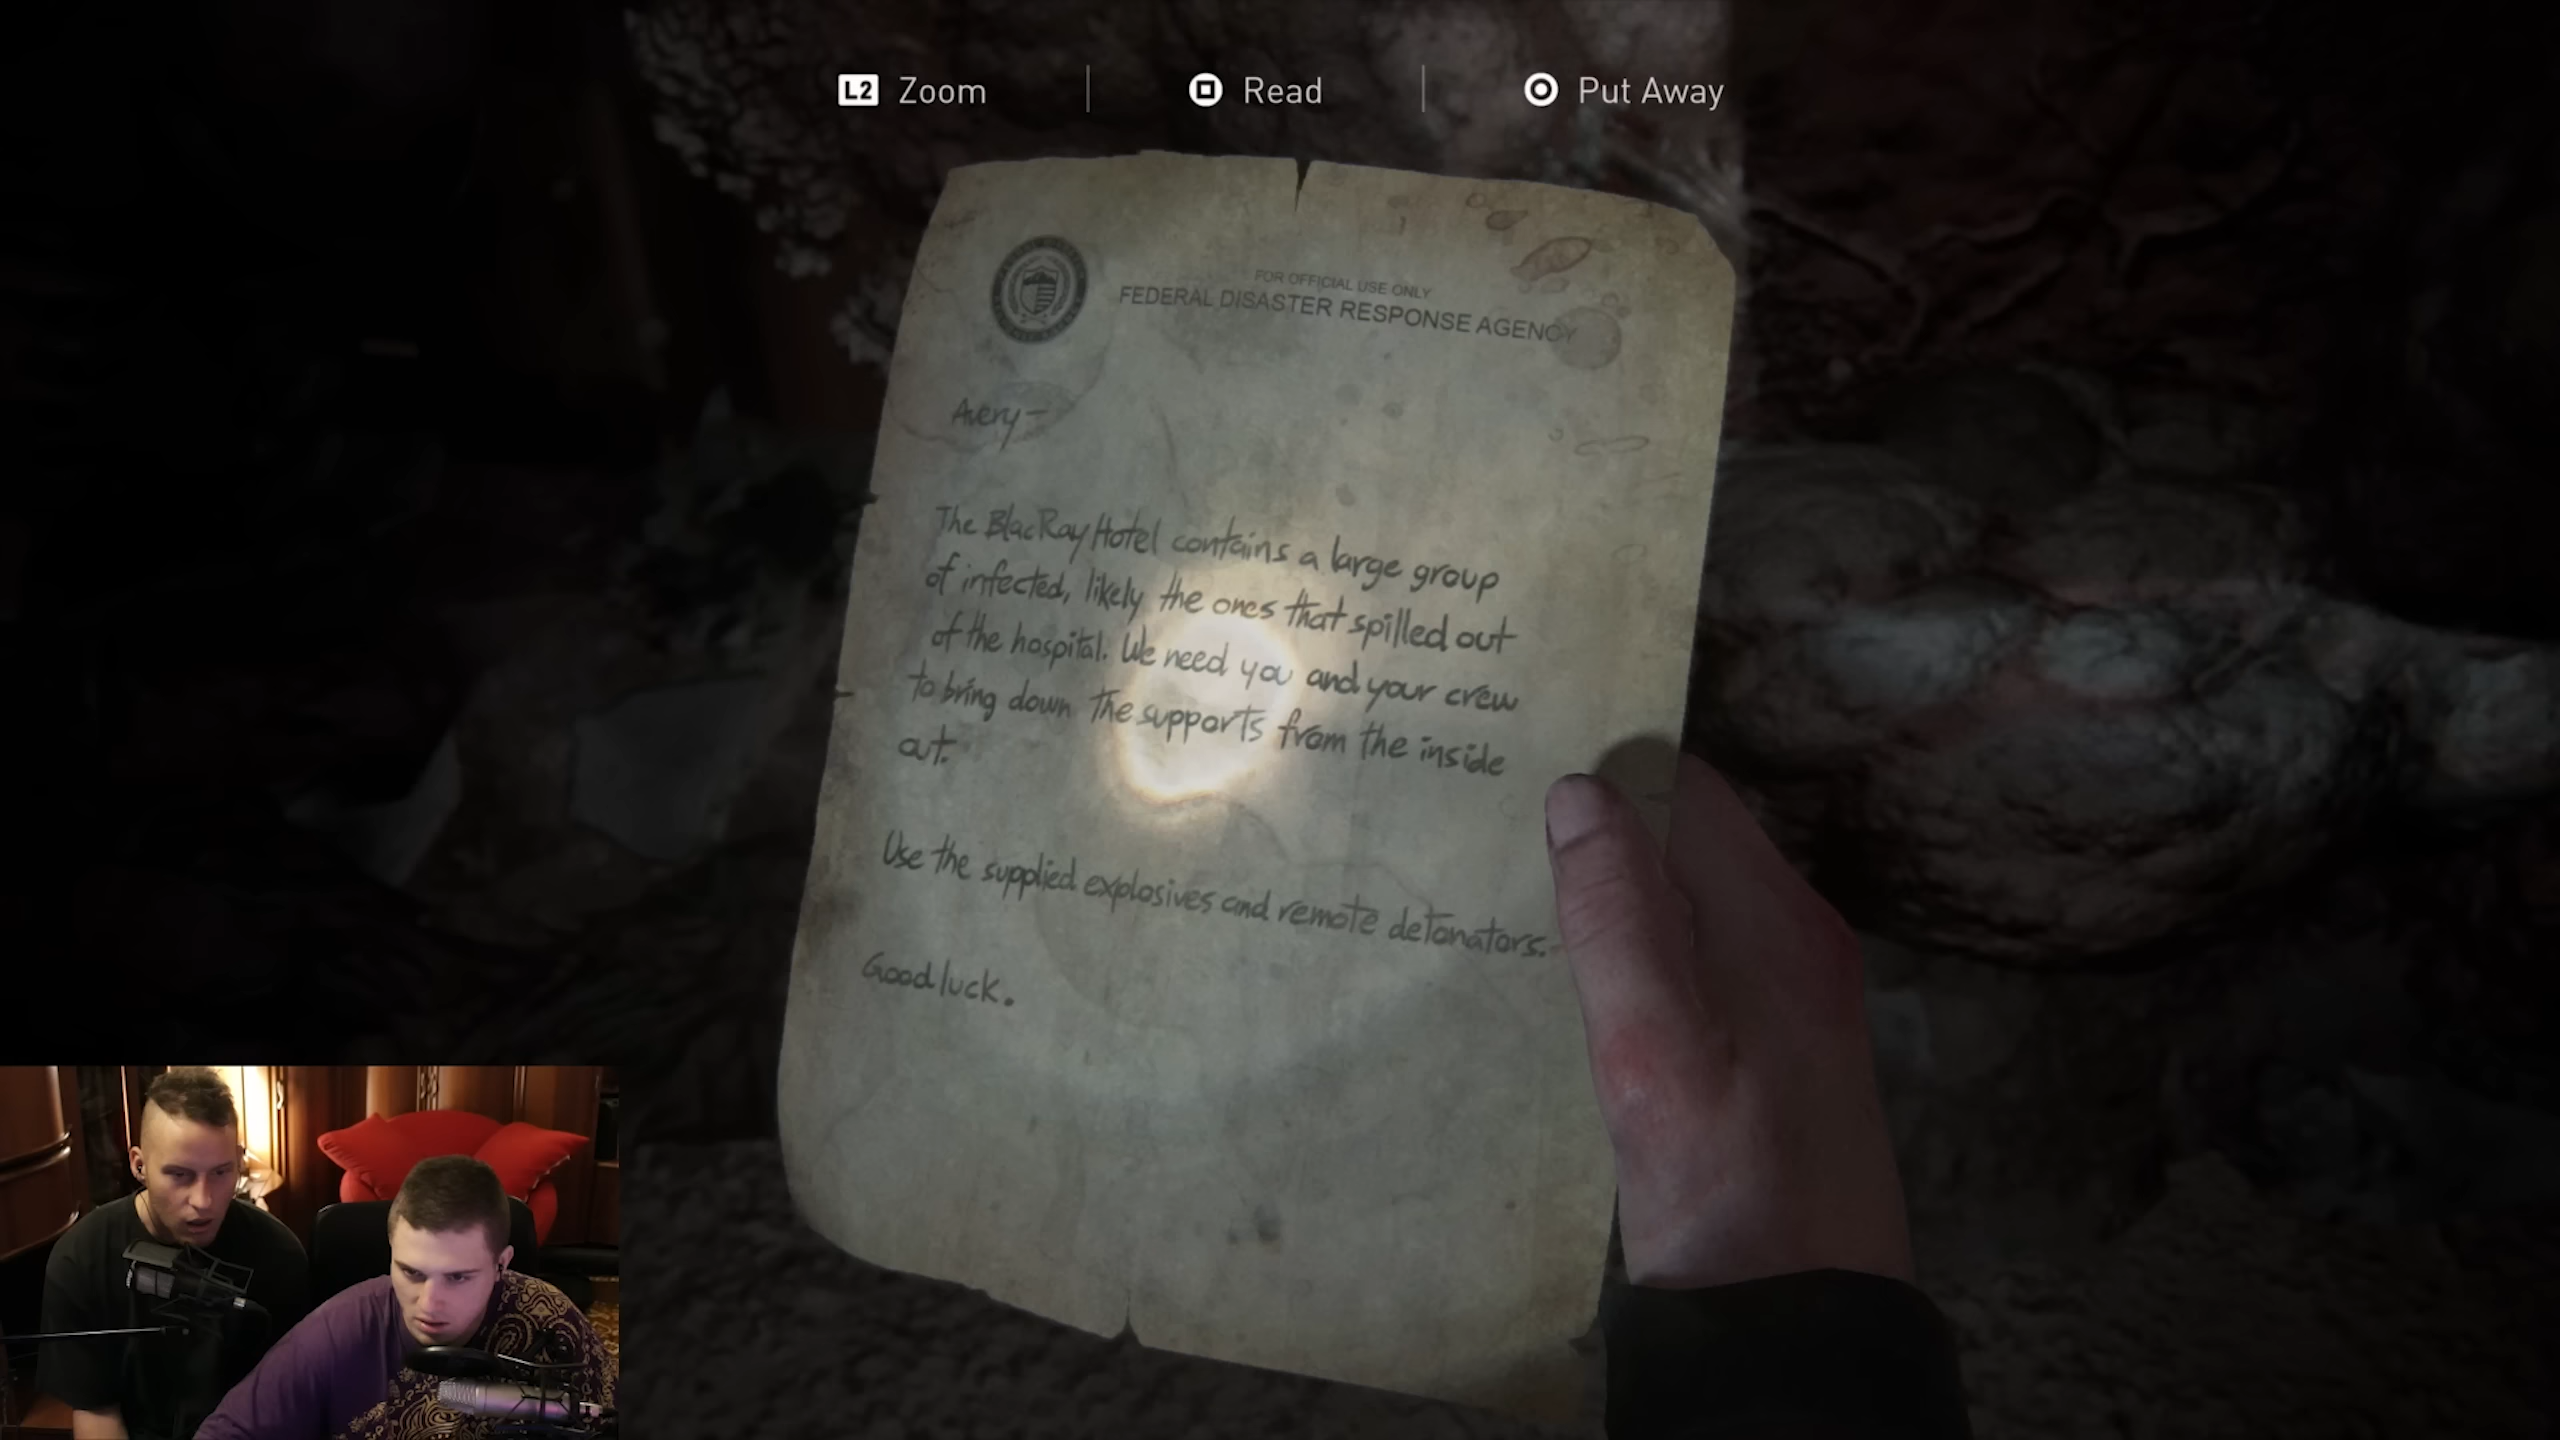 L2 Zoom
Read
Put Away
FOR OFFICIAL USE ONLY
FEDERAL DISASTER RESPONSE AGENCY
Avery-
The BlacRay Hotel contains a large group
of infected, likely the ones that spilled out
of the hospital. We need you and your crew
to bring down the supports from the inside
out.
Use the supplied explosives and remote detonators.
Good luck.